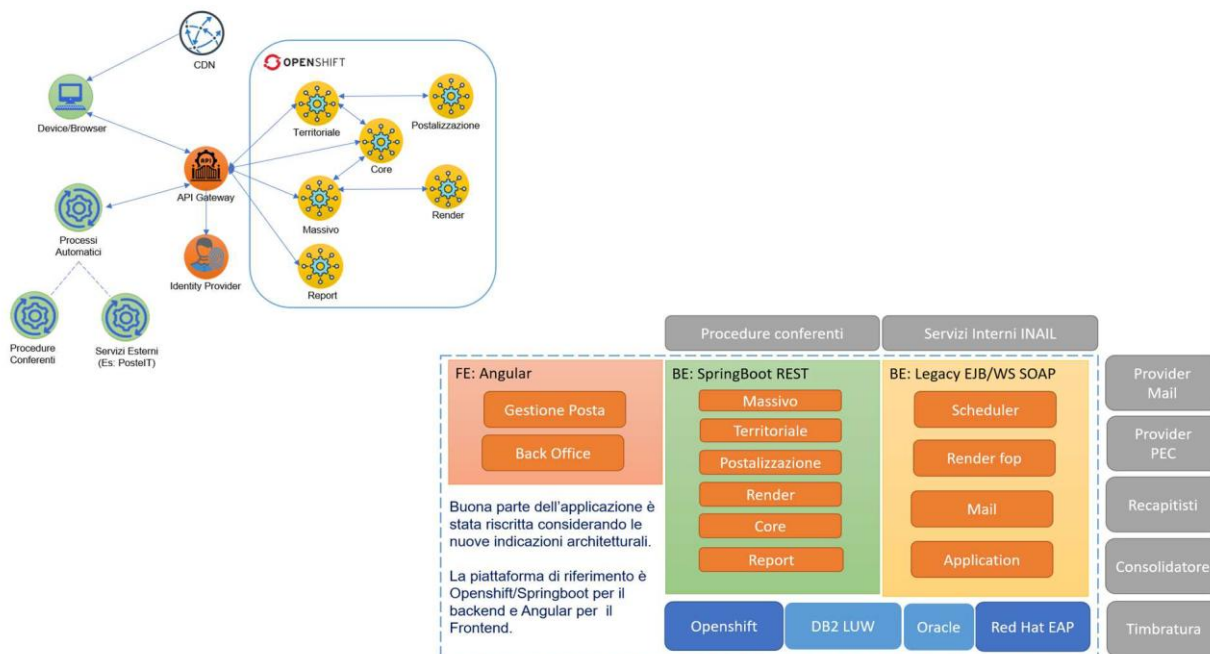 CDN
OPENSHIFT
Device/Browser
Territoriale
Postalizzazione
Core
API
API Gateway
Massivo
Render
Processi
Automatici
Identity Provider
Report
Procedure
Conferenti
Servizi Esterni
(Es: PosteIT)
Procedure conferenti
Servizi Interni INAIL
FE: Angular
Gestione Posta
Back Office
BE: SpringBoot REST
Massivo
Territoriale
Postalizzazione
Render
Core
Report
BE: Legacy EJB/WS SOAP
Scheduler
Render fop
Mail
Application
Provider
Mail
Provider
PEC
Recapitisti
Consolidatore
Timbratura
Buona parte dell'applicazione è
stata riscritta considerando le
nuove indicazioni architetturali.
La piattaforma di riferimento è
Openshift/Springboot per il
backend e Angular per il
Frontend.
Openshift
DB2 LUW
Oracle
Red Hat EAP